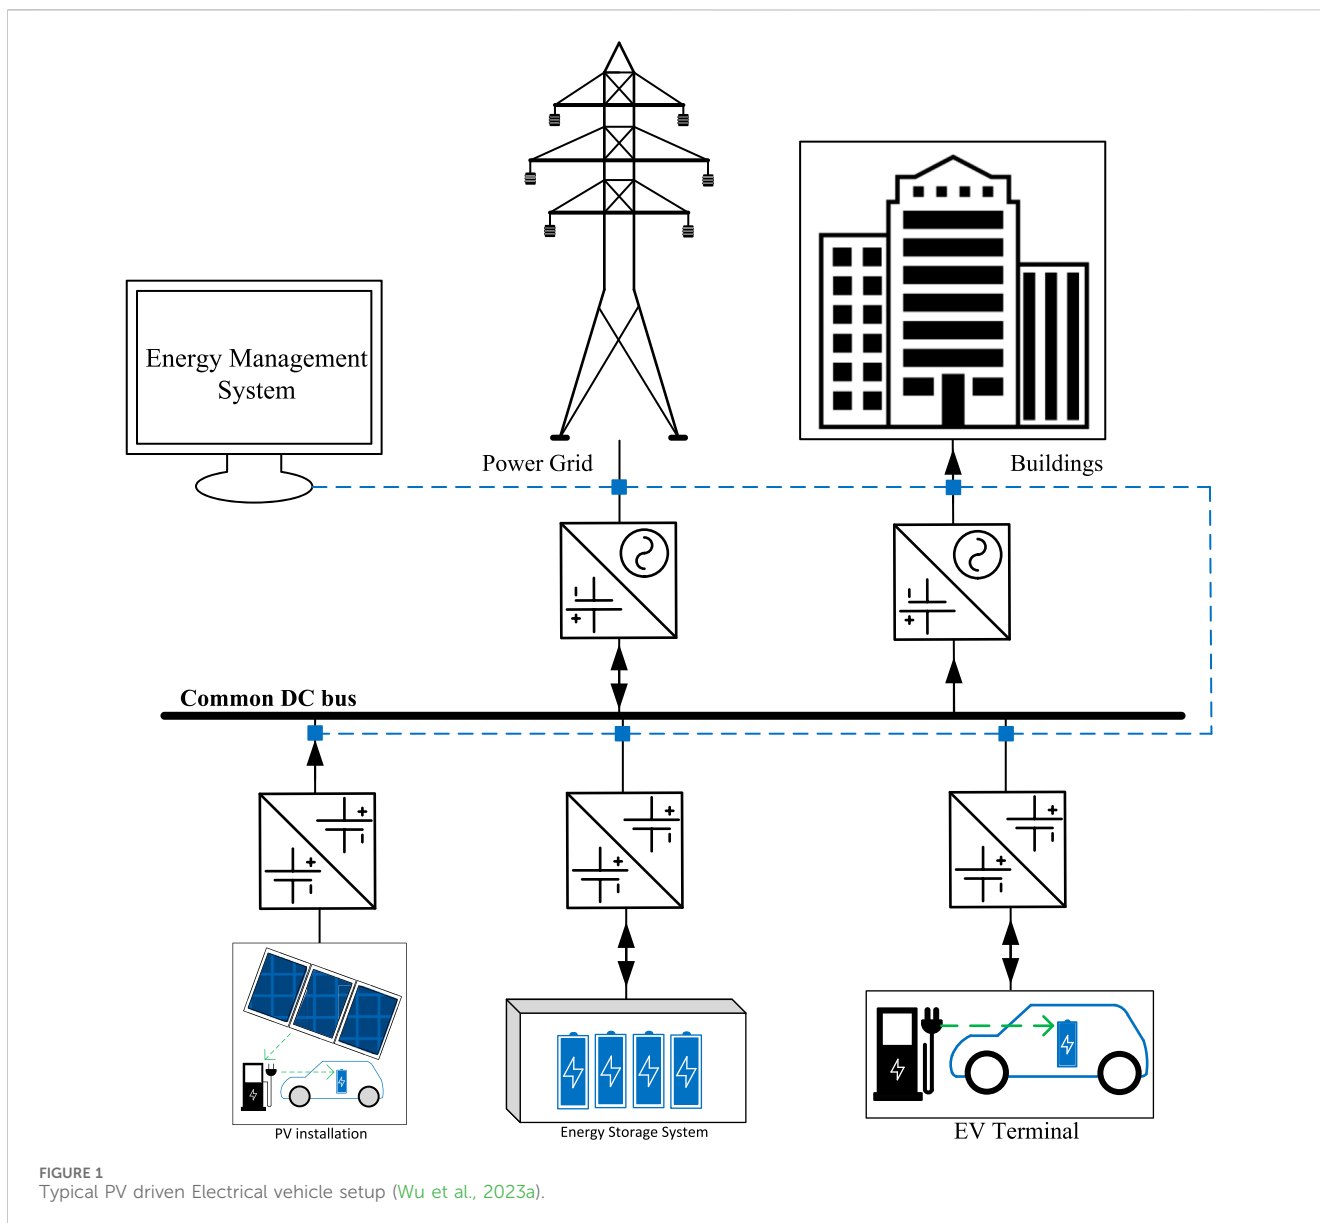 Energy Management
System
Power Grid
Buildings
Common DC bus
PV installation
Energy Storage System
EV Terminal
FIGURE 1
Typical PV driven Electrical vehicle setup (Wu et al., 2023a).